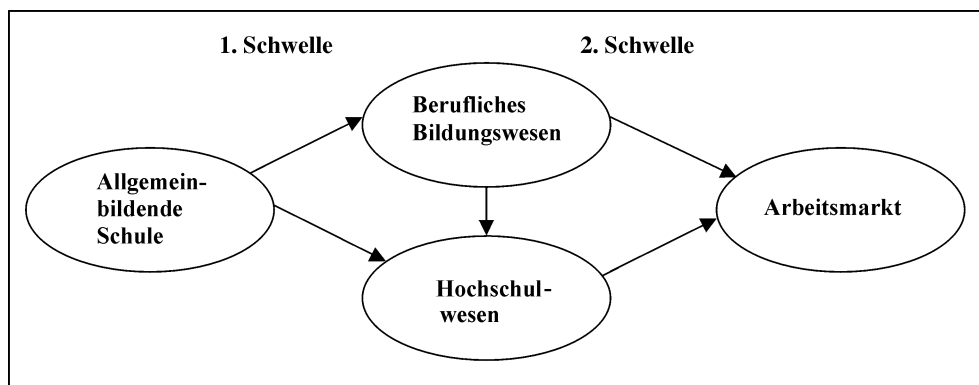 1. Schwelle
2. Schwelle
Berufliches
Bildungswesen
Allgemein-
bildende
Schule
Arbeitsmarkt
Hochschul-
wesen